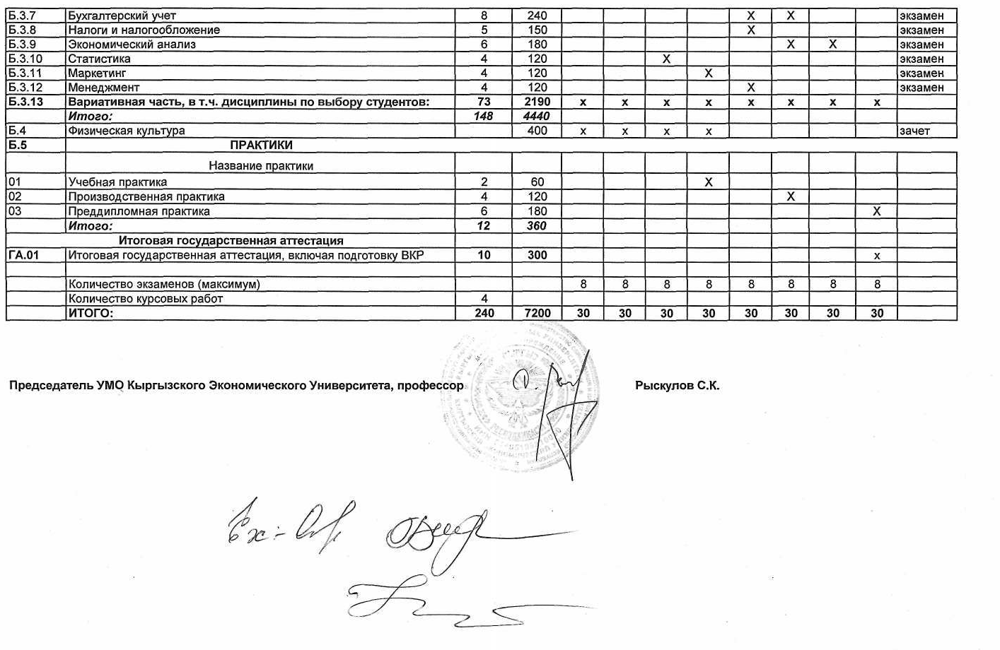 Б.3.7 Бухгалтерский учет 8 240 X X экзамен
Б.3.8 Налоги и налогообложение 5 150 X экзамен
Б.3.9 Экономический анализ 6 180 X X экзамен
Б.3.10 Статистика 4 120 X экзамен
Б.3.11 Маркетинг 4 120 X экзамен
Б.3.12 Менеджмент 4 120 X экзамен
Б.3.13 Вариативная часть, в т.ч. дисциплины по выбору студентов: 73 2190 x x x x x x x x
Итого: 148 4440
Б.4 Физическая культура 400 x x x x зачет
Б.5 ПРАКТИКИ
Название практики
01 Учебная практика 2 60 X
02 Производственная практика 4 120 X
03 Преддипломная практика 6 180 X
Итого: 12 360
Итоговая государственная аттестация
ГА.01 Итоговая государственная аттестация, включая подготовку ВКР 10 300 x
Количество экзаменов (максимум) 8 8 8 8 8 8 8 8
Количество курсовых работ 4
ИТОГО: 240 7200 30 30 30 30 30 30 30 30
Председатель УМО Кыргызского Экономического Университета, профессор Рыскулов С.К.